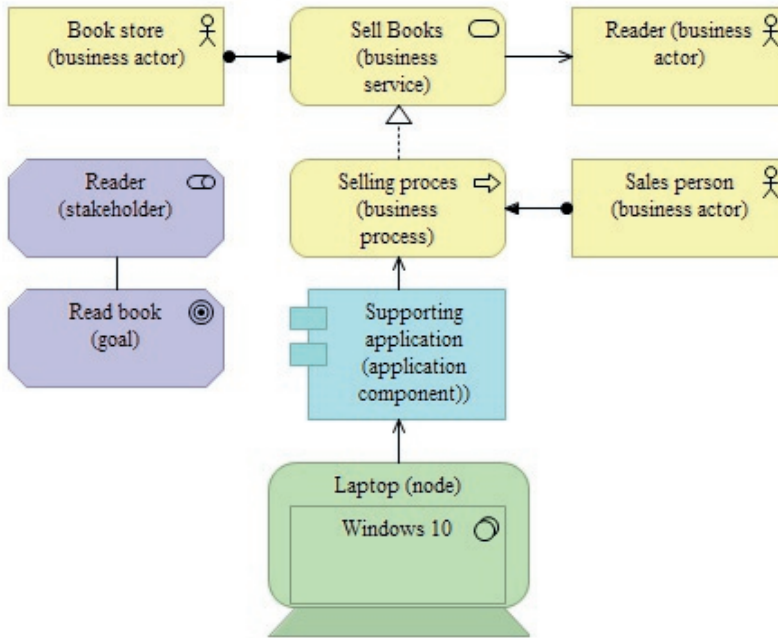 Book store
(business actor)
Sell Books
(business
service)
Reader (business
actor)
Reader
(stakeholder)
Selling proces
(business
process)
Sales person
(business actor)
Read book
(goal)
Supporting
application
(application
component))
Laptop (node)
Windows 10